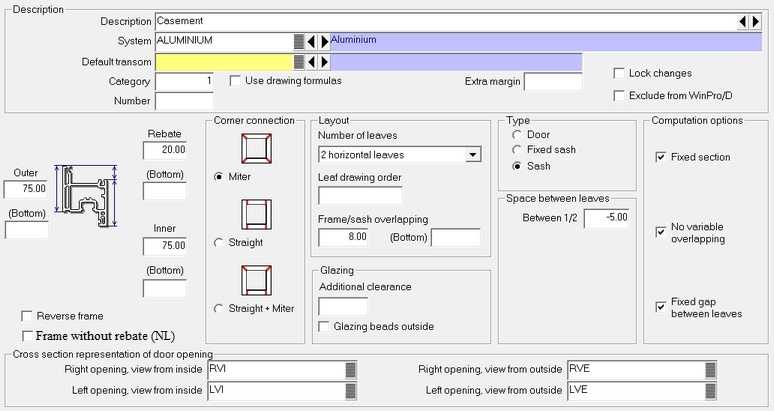 Description
Description Casement
System ALUMINIUM Aluminium
Default transom
Category 1 Use drawing formulas Extra margin Lock changes
Number Exclude from WinPro/D
Rebate
20.00
(Bottom)
Outer
75.00
(Bottom)
Inner
75.00
(Bottom)
Reverse frame
Frame without rebate (NL)
Corner connection
Miter
Straight
Straight + Miter
Layout
Number of leaves
2 horizontal leaves
Leaf drawing order
Frame/sash overlapping
8.00 (Bottom)
Glazing
Additional clearance
Glazing beads outside
Type
Door
Fixed sash
Sash
Space between leaves
Between 1/2 -5.00
Computation options
Fixed section
No variable
overlapping
Fixed gap
between leaves
Cross section representation of door opening
Right opening, view from inside RVI Right opening, view from outside RVE
Left opening, view from inside LVI Left opening, view from outside LVE